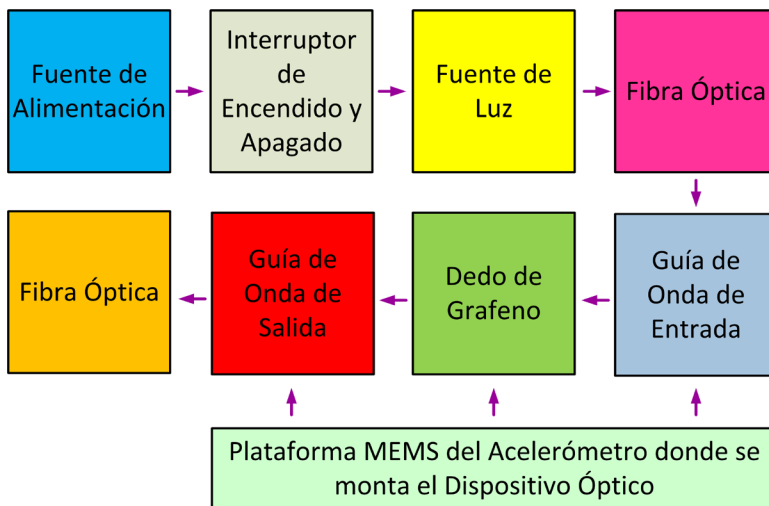 Fuente de
Alimentación
Interruptor
de
Encendido y
Apagado
Fuente de
Luz
Fibra Óptica
Fibra Óptica
Guía de
Onda de
Salida
Dedo de
Grafeno
Guía de
Onda de
Entrada
Plataforma MEMS del Acelerómetro donde se
monta el Dispositivo Óptico